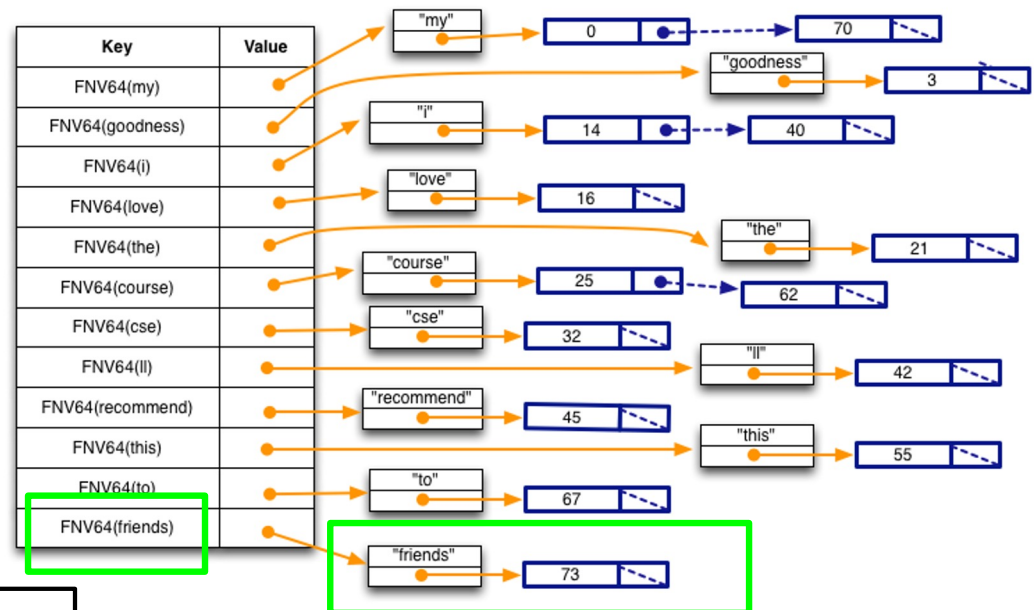 Key Value
FNV64(my) "my" 0 70
FNV64(goodness) "goodness" 3
FNV64(i) "i" 14 40
FNV64(love) "love" 16
FNV64(the) "the" 21
FNV64(course) "course" 25 62
FNV64(cse) "cse" 32
FNV64(ll) "ll" 42
FNV64(recommend) "recommend" 45
FNV64(this) "this" 55
FNV64(to) "to" 67
FNV64(friends) "friends" 73